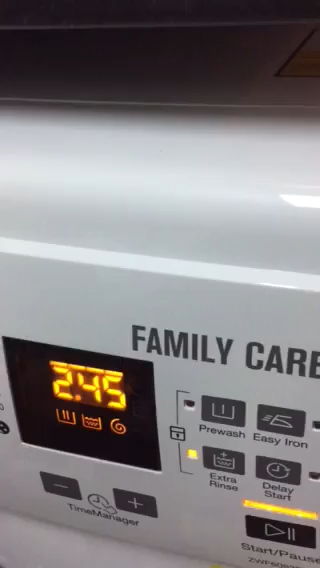 FAMILY CARE
2.45
Prewash
Easy Iron
Extra Rinse
Delay Start
TimeManager
Start/Pause